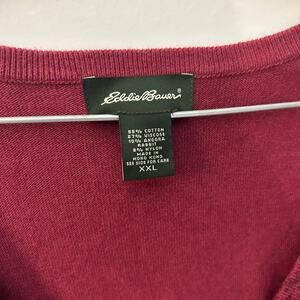 Eddie Bauer®
55% COTTON
27% VISCOSE
10% ANGORA
RABBIT
8% NYLON
MADE IN
HONG KONG
SEE SIDE FOR CARE
XXL